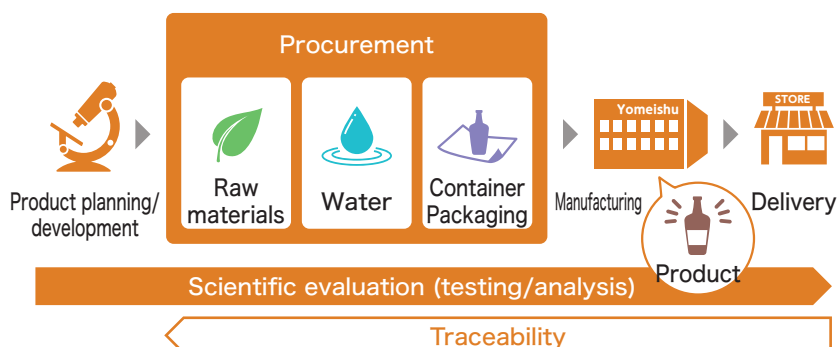 Procurement
Product planning/
development
Raw
materials
Water
Container
Packaging
Yomeishu
Manufacturing
Product
STORE
Delivery
Scientific evaluation (testing/analysis)
Traceability